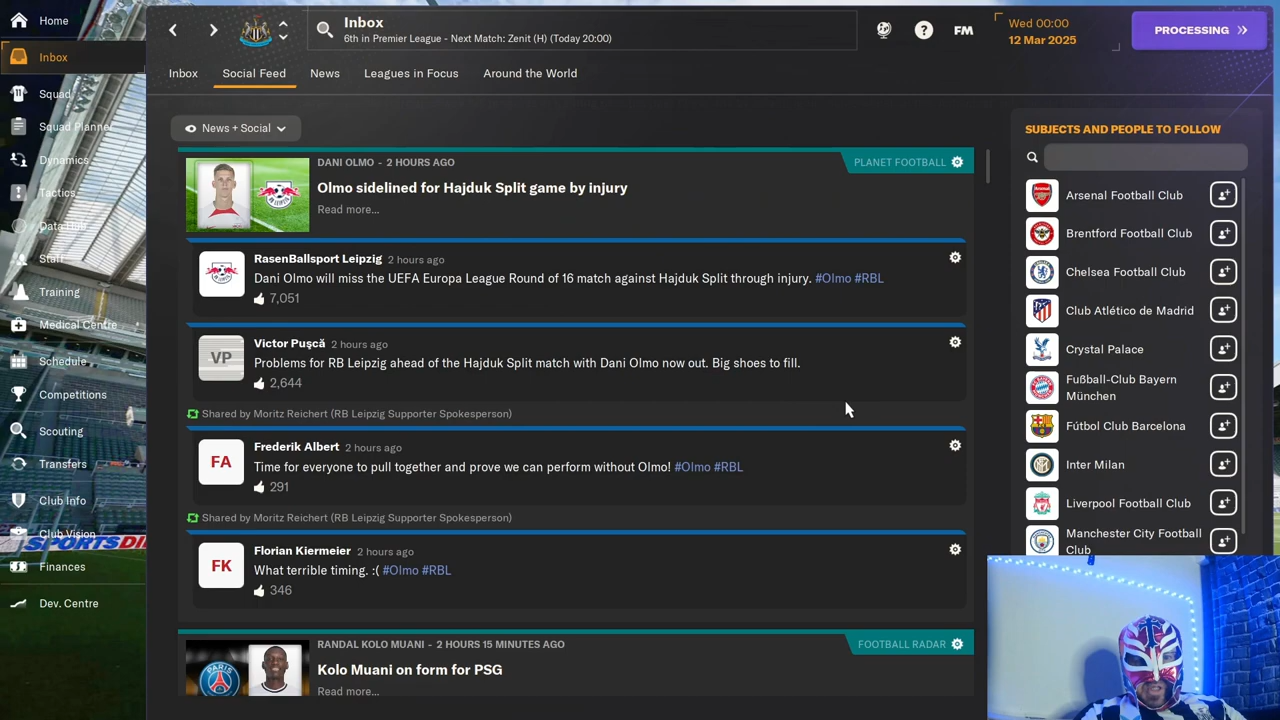 Home
Inbox
Squad
Squad Planner
Dynamics
Tactics
Data Hub
Staff
Training
Medical Centre
Schedule
Competitions
Scouting
Transfers
Club Info
Club Vision
SPORTS DI
Finances
Dev. Centre
Inbox
6th in Premier League - Next Match: Zenit (H) (Today 20:00)
?
FM
Wed 00:00
12 Mar 2025
PROCESSING
Inbox
Social Feed
News
Leagues in Focus
Around the World
News + Social
DANI OLMO - 2 HOURS AGO
PLANET FOOTBALL
Olmo sidelined for Hajduk Split game by injury
Read more...
RasenBallsport Leipzig 2 hours ago
Dani Olmo will miss the UEFA Europa League Round of 16 match against Hajduk Split through injury. #Olmo #RBL
7,051
VP
Victor Pușcă 2 hours ago
Problems for RB Leipzig ahead of the Hajduk Split match with Dani Olmo now out. Big shoes to fill.
2,644
Shared by Moritz Reichert (RB Leipzig Supporter Spokesperson)
FA
Frederik Albert 2 hours ago
Time for everyone to pull together and prove we can perform without Olmo! #Olmo #RBL
291
Shared by Moritz Reichert (RB Leipzig Supporter Spokesperson)
FK
Florian Kiermeier 2 hours ago
What terrible timing. :( #Olmo #RBL
346
RANDAL KOLO MUANI - 2 HOURS 15 MINUTES AGO
FOOTBALL RADAR
Kolo Muani on form for PSG
Read more...
SUBJECTS AND PEOPLE TO FOLLOW
Arsenal Football Club
Brentford Football Club
Chelsea Football Club
Club Atlético de Madrid
Crystal Palace
Fußball-Club Bayern
München
Fútbol Club Barcelona
Inter Milan
Liverpool Football Club
Manchester City Football
Club